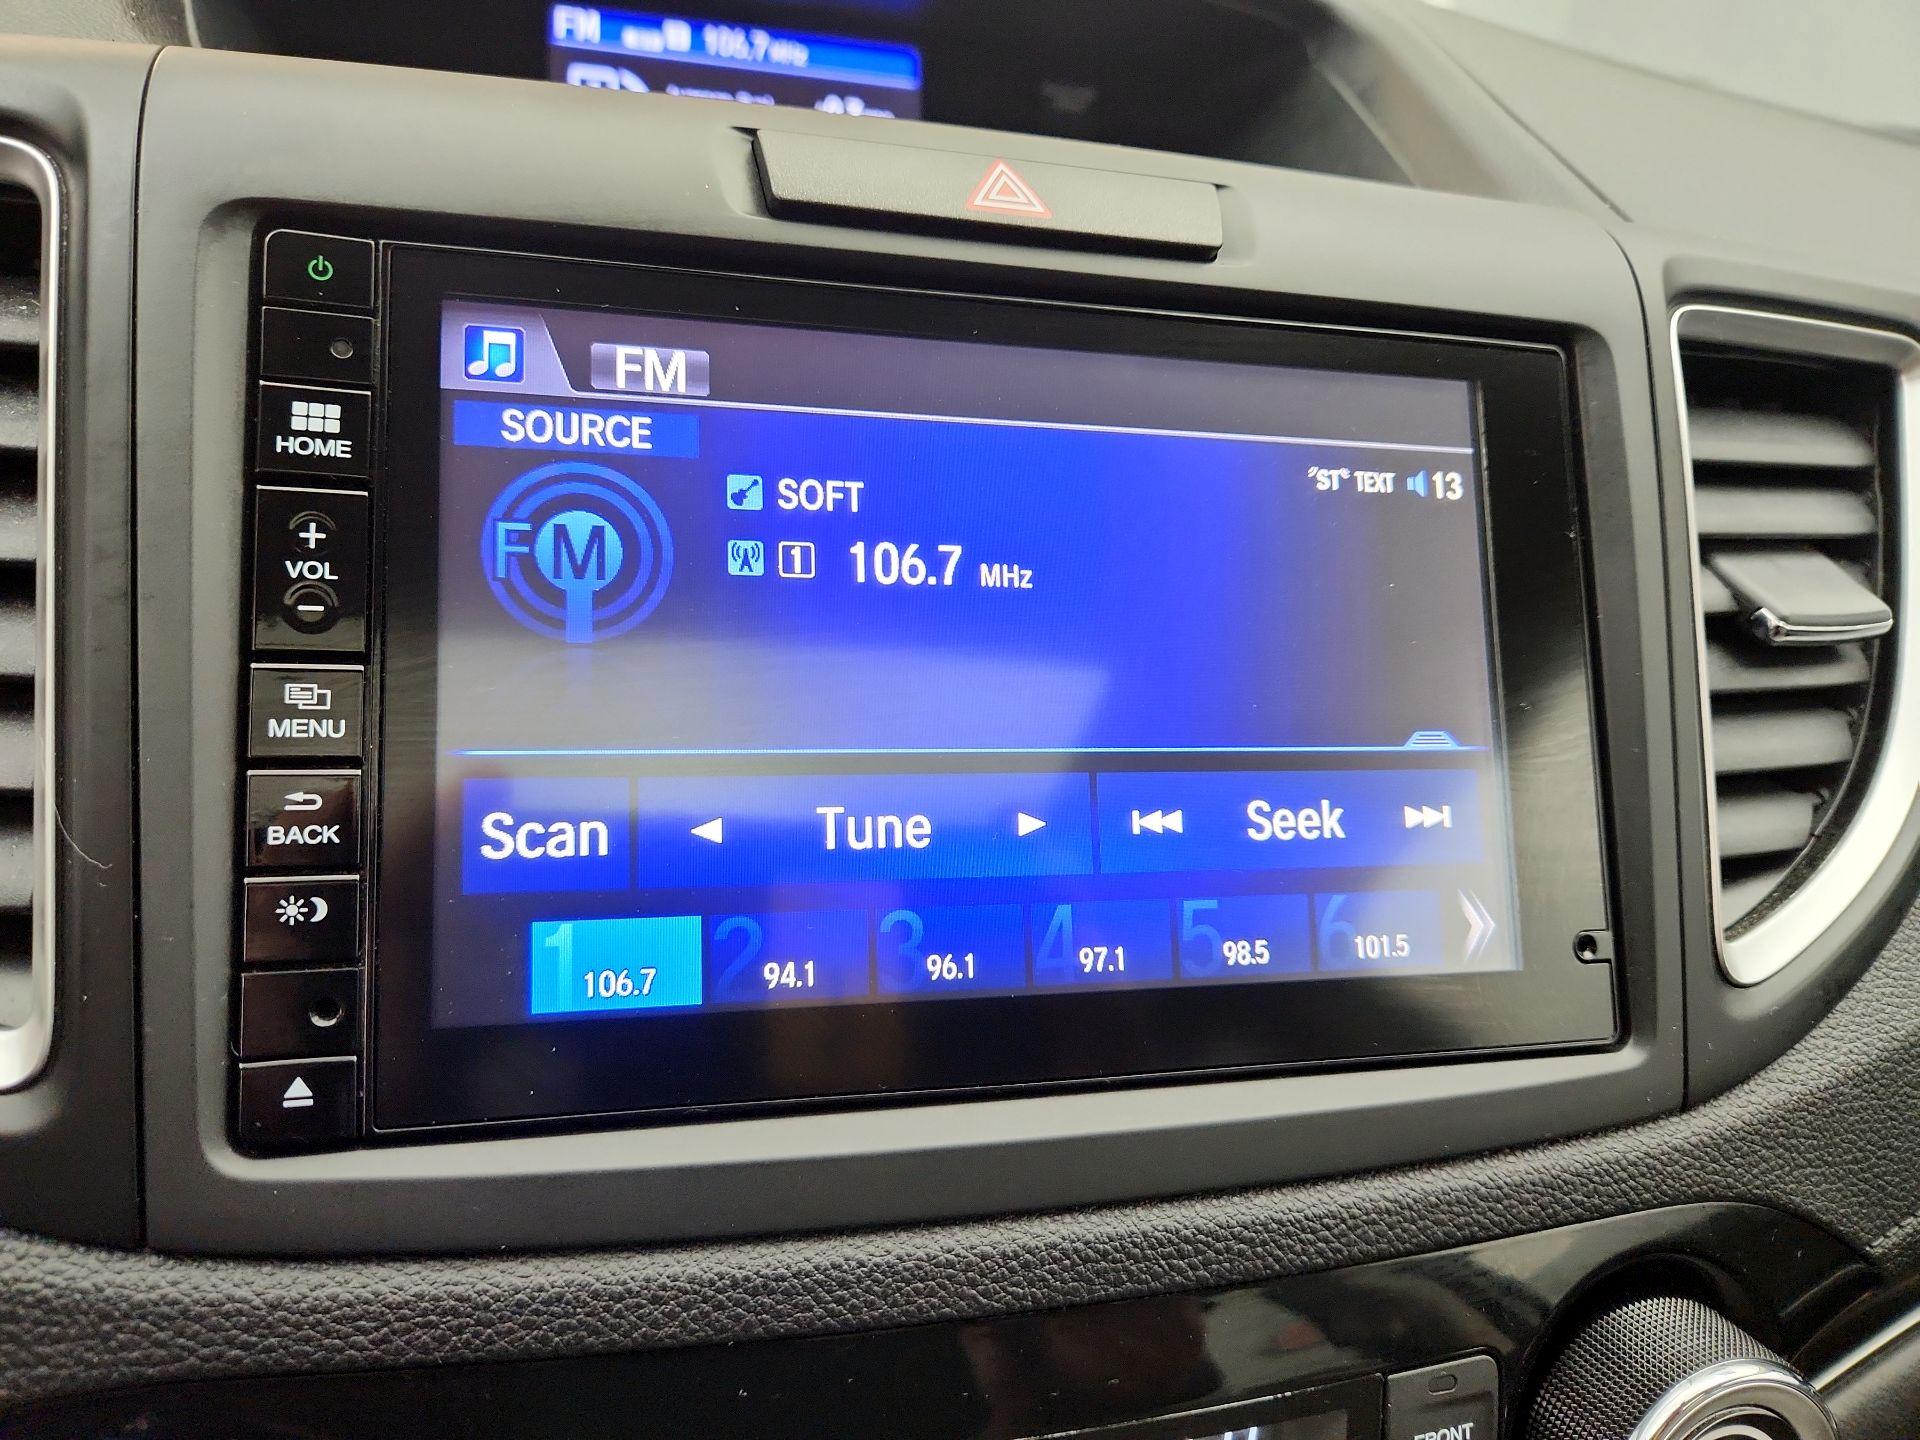 FM 106.7 MHz
FM
SOURCE
FM
SOFT
"ST" TEXT 13
1 106.7 MHz
HOME
+
VOL
-
MENU
BACK
Scan Tune Seek
1 106.7
2 94.1
3 96.1
4 97.1
5 98.5
6 101.5
FRONT